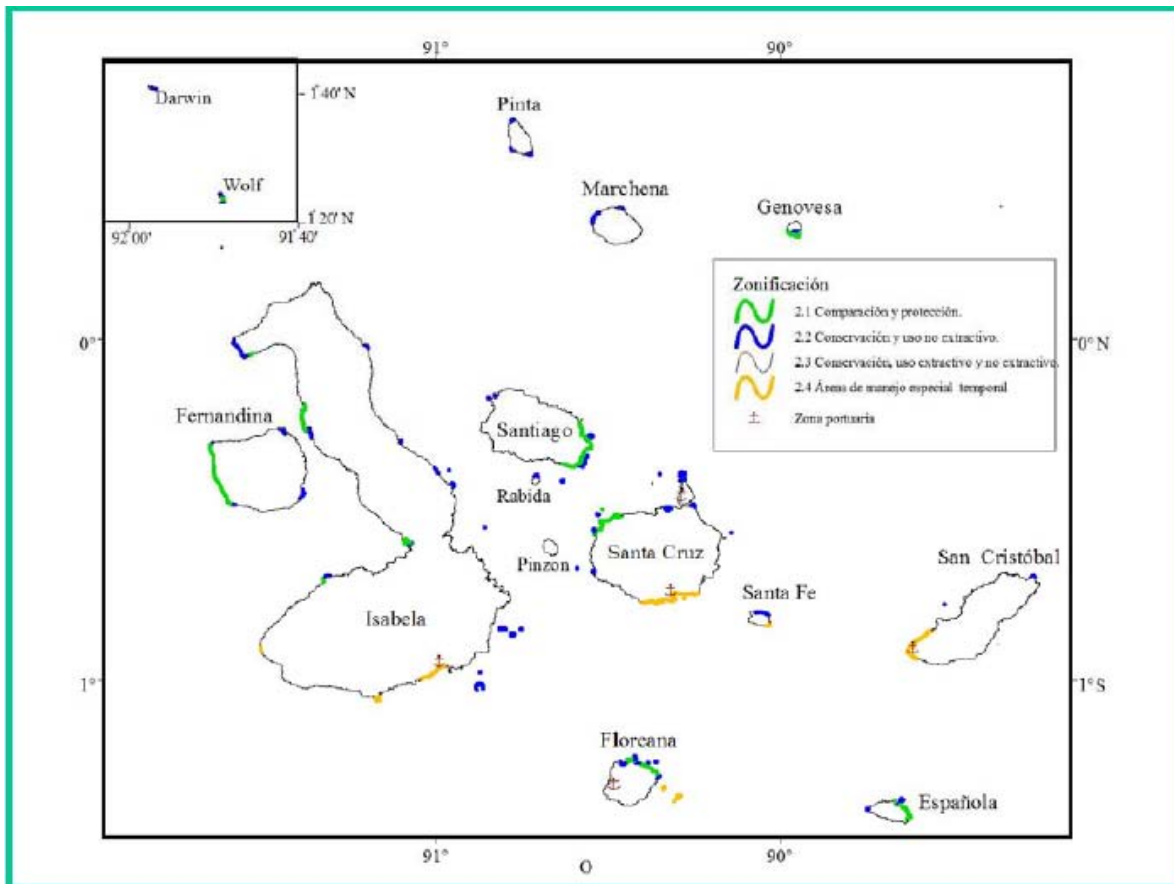 91°
90°
Darwin
1°40' N
Pinta
Wolf
Marchena
Genovesa
1°20' N
92°00'
91°40'
Zonificación
2.1 Comparación y protección.
2.2 Conservación y uso no extractivo.
2.3 Conservación, uso extractivo y no extractivo.
2.4 Áreas de manejo especial temporal
Zona portuaria
0°
0°N
Fernandina
Santiago
Rabida
Santa Cruz
Pinzon
San Cristóbal
Santa Fe
Isabela
1°
1°S
Floreana
Española
91°
90°
O